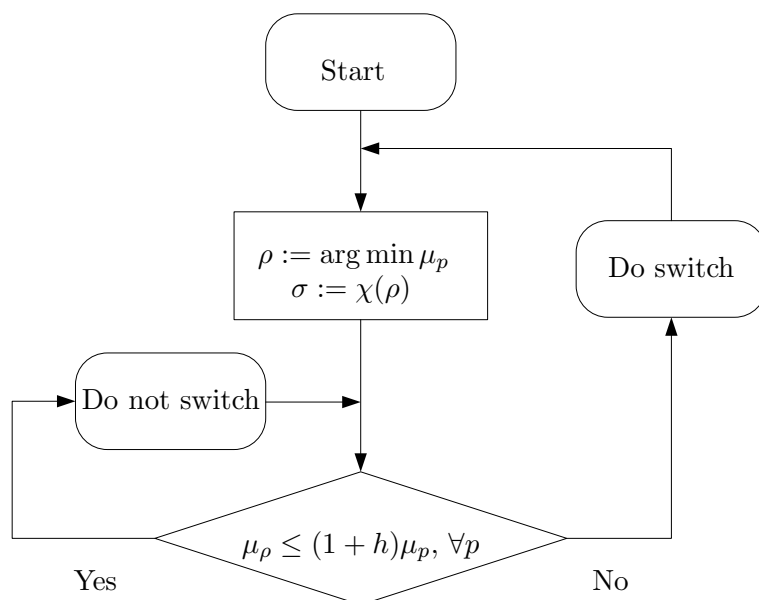 Start
ρ := arg min μ_p
σ := χ(ρ)
Do switch
Do not switch
μ_ρ ≤ (1 + h)μ_p, ∀p
Yes
No